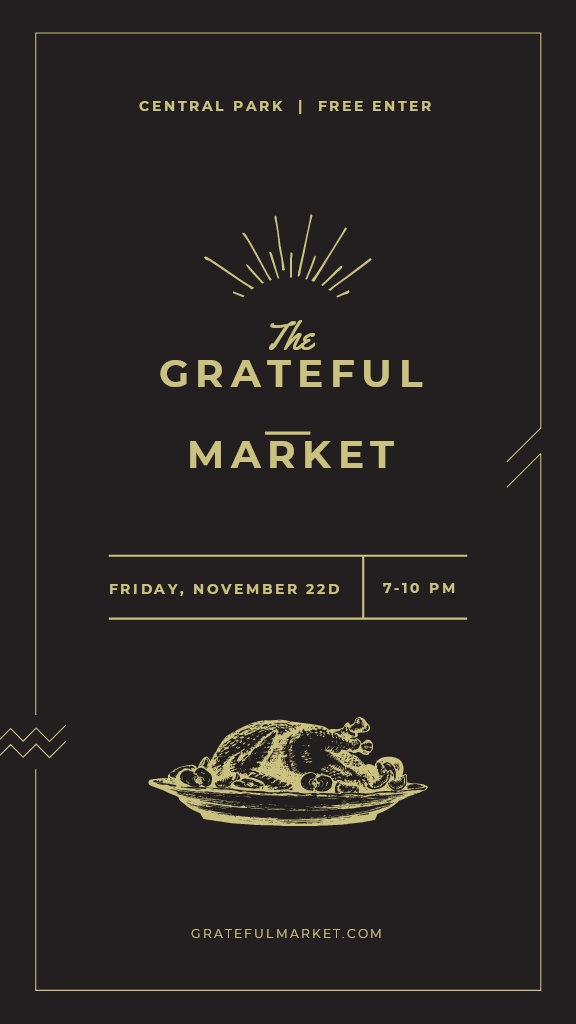 CENTRAL PARK | FREE ENTER
The
GRATEFUL
MARKET
FRIDAY, NOVEMBER 22D
7-10 PM
GRATEFULMARKET.COM